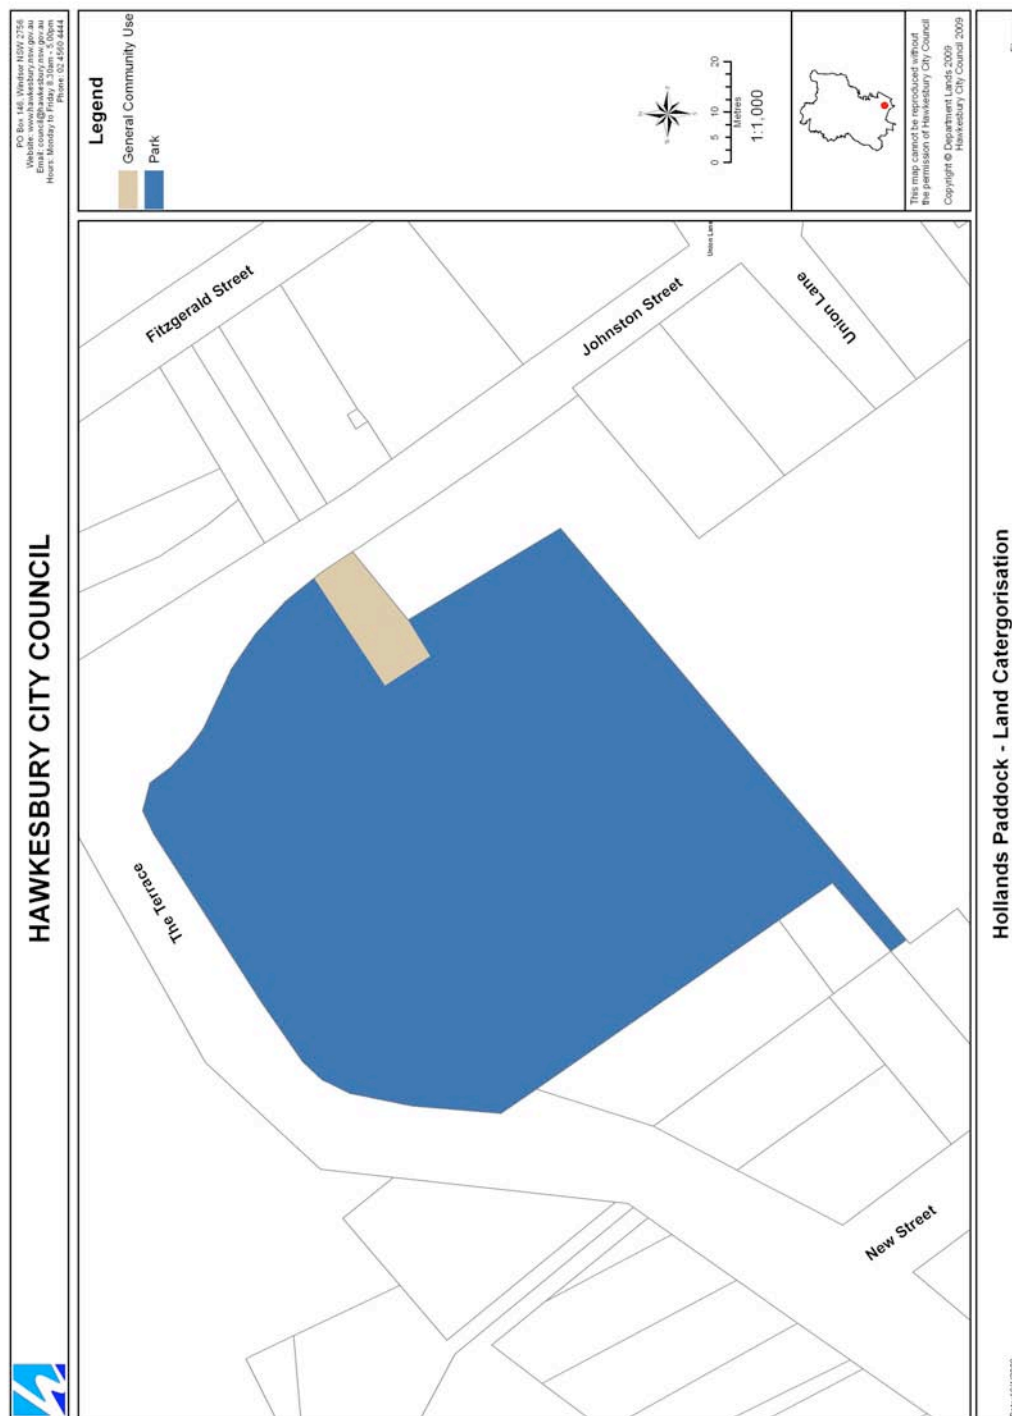 HAWKESBURY CITY COUNCIL
PO Box 146, Windsor NSW 2756
Website: www.hawkesbury.nsw.gov.au
Email: council@hawkesbury.nsw.gov.au
Hours: Monday to Friday 8.30am - 5.00pm
Phone: 02 4560 4444
The Terrace
Fitzgerald Street
Johnston Street
Union Lane
Union Lane
New Street
Legend
General Community Use
Park
0 5 10 20
Metres
1:1,000
This map cannot be reproduced without
the permission of Hawkesbury City Council
Copyright © Department Lands 2009
Hawkesbury City Council 2009
Hollands Paddock - Land Catergorisation